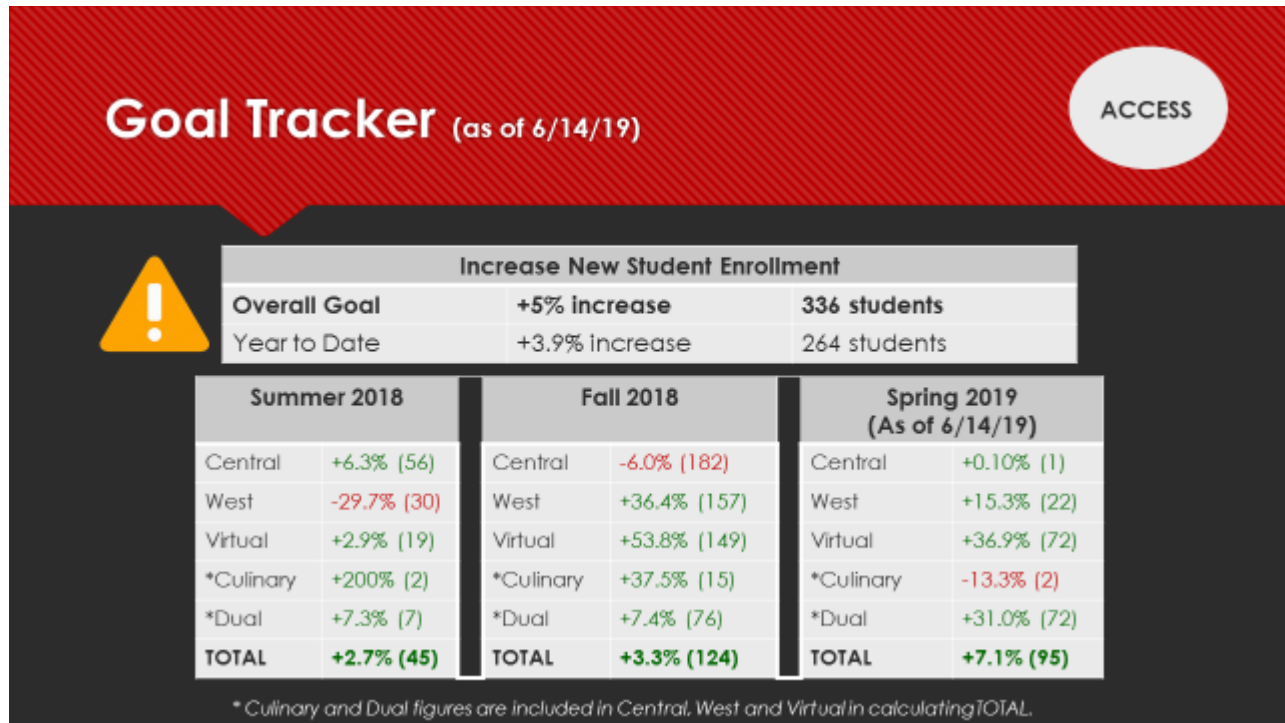 Goal Tracker (as of 6/14/19)
ACCESS
Increase New Student Enrollment
Overall Goal +5% increase 336 students
Year to Date +3.9% increase 264 students
Summer 2018
Central +6.3% (56)
West -29.7% (30)
Virtual +2.9% (19)
*Culinary +200% (2)
*Dual +7.3% (7)
TOTAL +2.7% (45)
Fall 2018
Central -6.0% (182)
West +36.4% (157)
Virtual +53.8% (149)
*Culinary +37.5% (15)
*Dual +7.4% (76)
TOTAL +3.3% (124)
Spring 2019
(As of 6/14/19)
Central +0.10% (1)
West +15.3% (22)
Virtual +36.9% (72)
*Culinary -13.3% (2)
*Dual +31.0% (72)
TOTAL +7.1% (95)
* Culinary and Dual figures are included in Central, West and Virtual in calculating TOTAL.